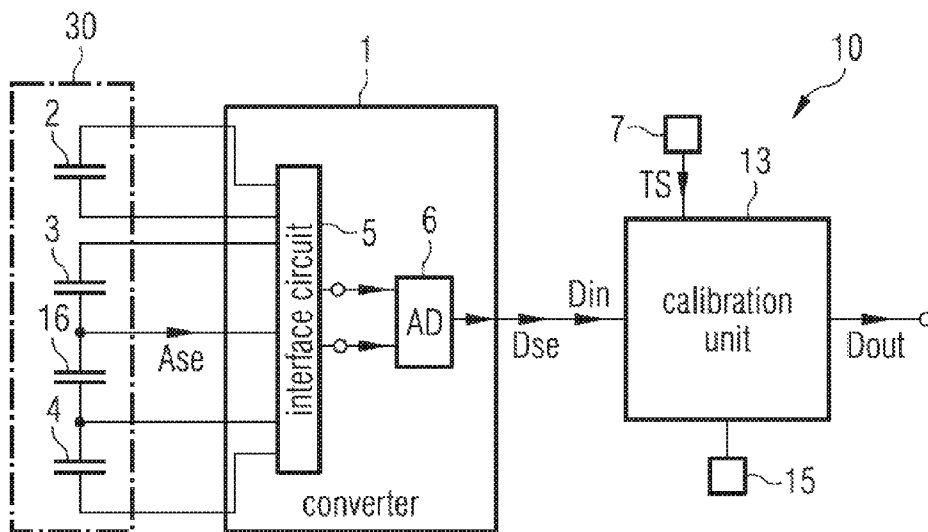 30
1
10
2
7
TS
13
3
5
6
16
interface circuit
AD
Din
calibration
unit
Ase
Dse
Dout
4
converter
15